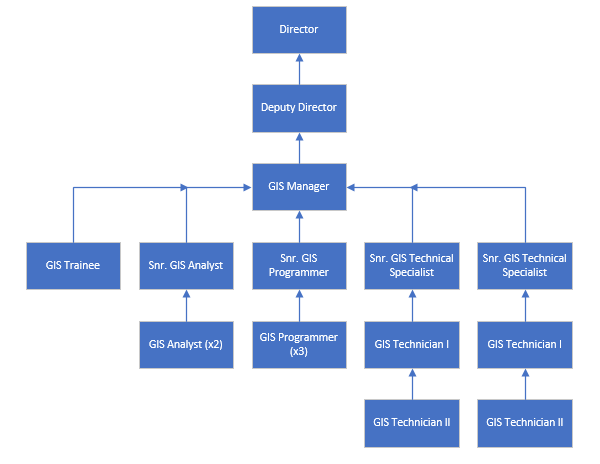 Director
Deputy Director
GIS Manager
GIS Trainee
Snr. GIS Analyst
Snr. GIS
Programmer
Snr. GIS Technical
Specialist
Snr. GIS Technical
Specialist
GIS Analyst (x2)
GIS Programmer
(x3)
GIS Technician I
GIS Technician I
GIS Technician II
GIS Technician II